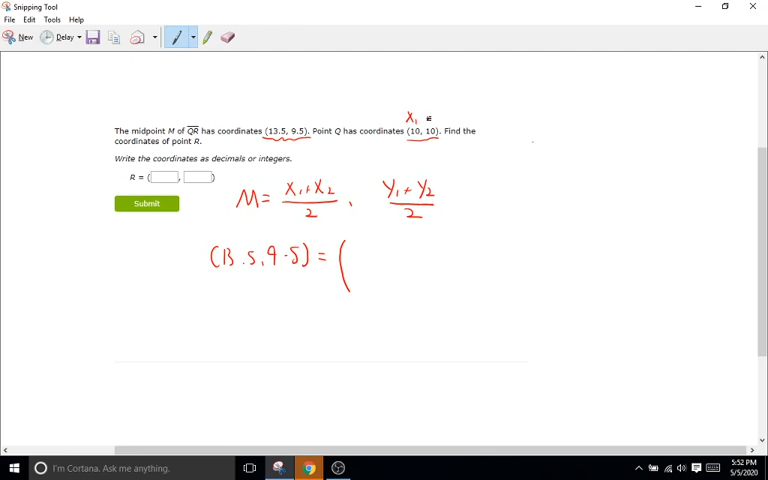 Snipping Tool
File Edit Tools Help
New Delay
X₁
The midpoint M of QR has coordinates (13.5, 9.5). Point Q has coordinates (10, 10). Find the
coordinates of point R.
Write the coordinates as decimals or integers.
R = ( , )
Submit
M = X₁+X₂/2 , Y₁+Y₂/2
(13.5, 9.5) = (
I'm Cortana. Ask me anything.
5:52 PM
5/5/2020